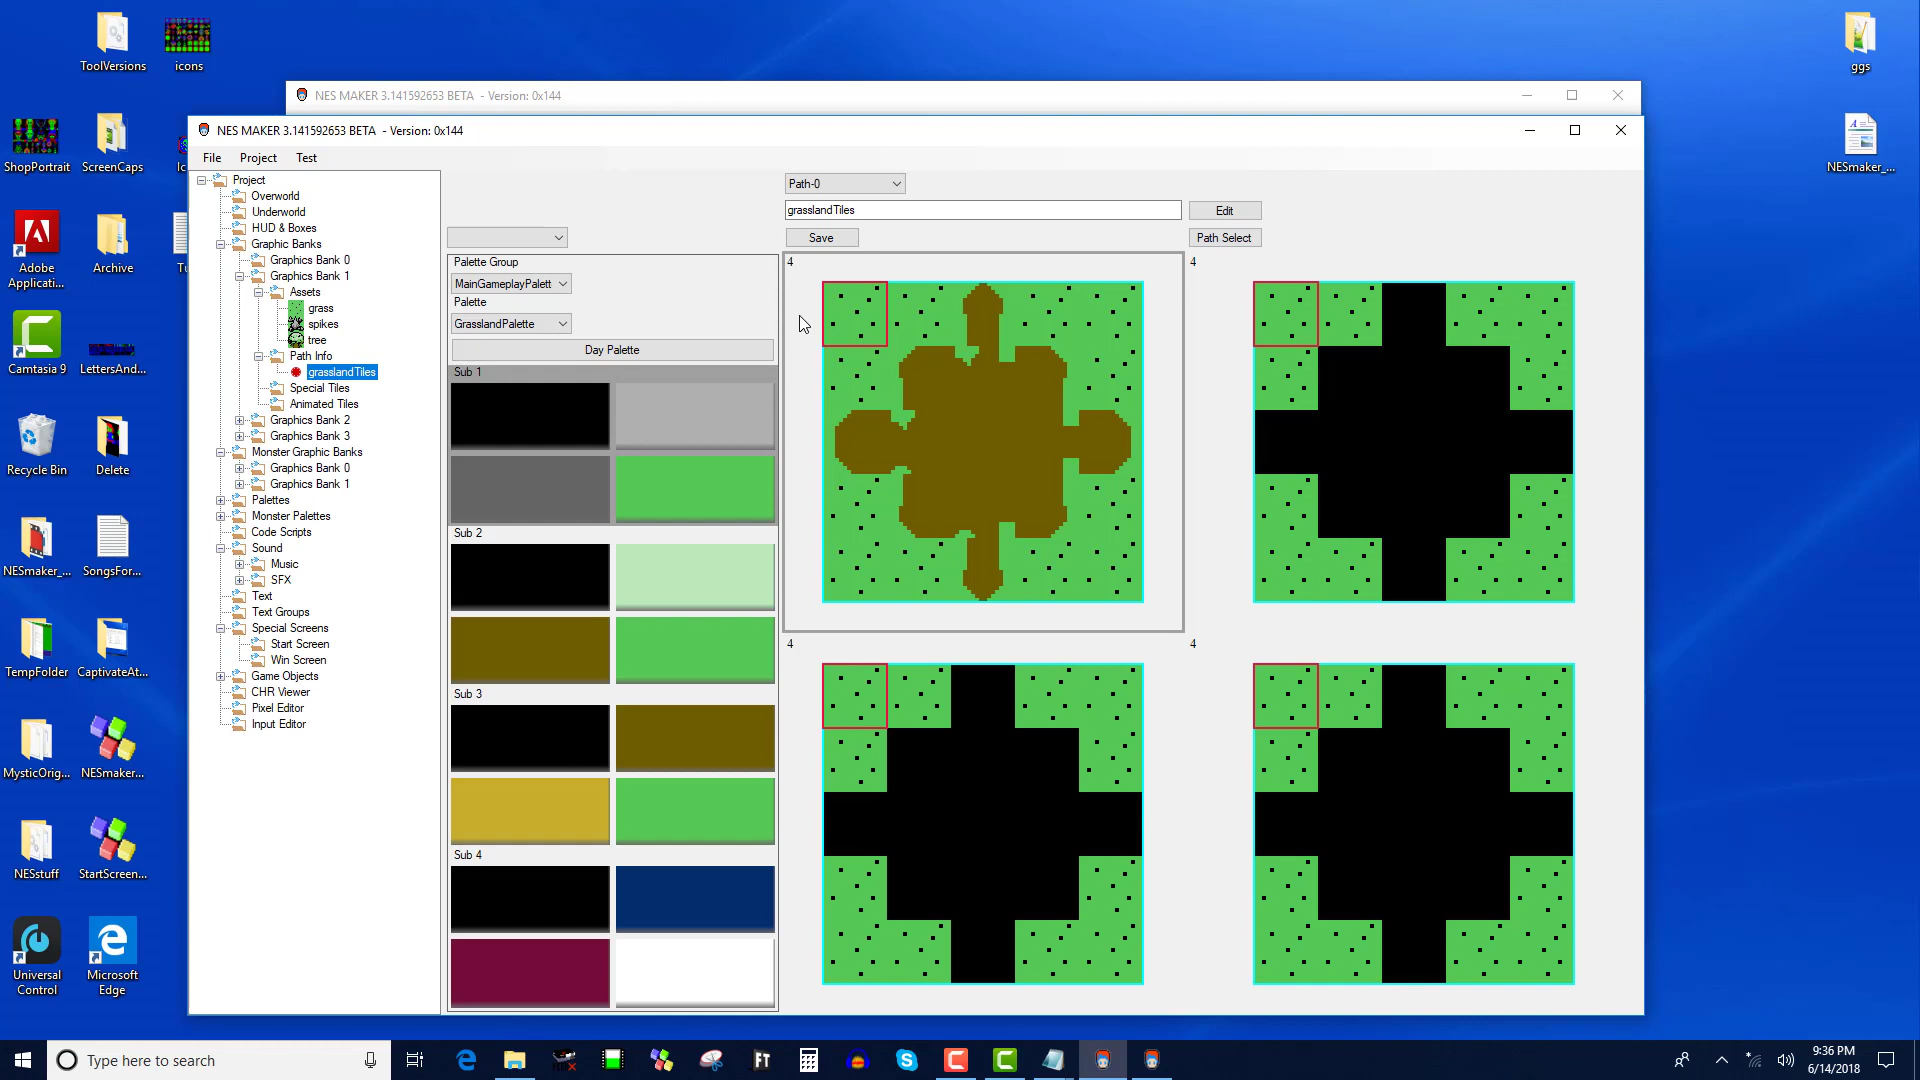 ToolVersions
icons
ggs
NES MAKER 3.141592653 BETA - Version: 0x144
NES MAKER 3.141592653 BETA - Version: 0x144
File Project Test
ShopPortrait
ScreenCaps
NESmaker_...
Project
Overworld
Underworld
HUD & Boxes
Graphic Banks
Graphics Bank 0
Graphics Bank 1
Assets
grass
spikes
tree
Path Info
grasslandTiles
Special Tiles
Animated Tiles
Graphics Bank 2
Graphics Bank 3
Monster Graphic Banks
Graphics Bank 0
Graphics Bank 1
Palettes
Monster Palettes
Code Scripts
Sound
Music
SFX
Text
Text Groups
Special Screens
Start Screen
Win Screen
Game Objects
CHR Viewer
Pixel Editor
Input Editor
Path-0
grasslandTiles
Edit
Save
Path Select
Palette Group
MainGameplayPalett
Palette
GrasslandPalette
Day Palette
Sub 1
Sub 2
Sub 3
Sub 4
4
4
4
4
Adobe
Applicati...
Archive
Camtasia 9
LettersAnd...
Recycle Bin
Delete
NESmaker_...
SongsFor...
TempFolder
CaptivateAt...
MysticOrig...
NESmaker...
NESstuff
StartScreen...
Universal
Control
Microsoft
Edge
Type here to search
FT
9:36 PM
6/14/2018